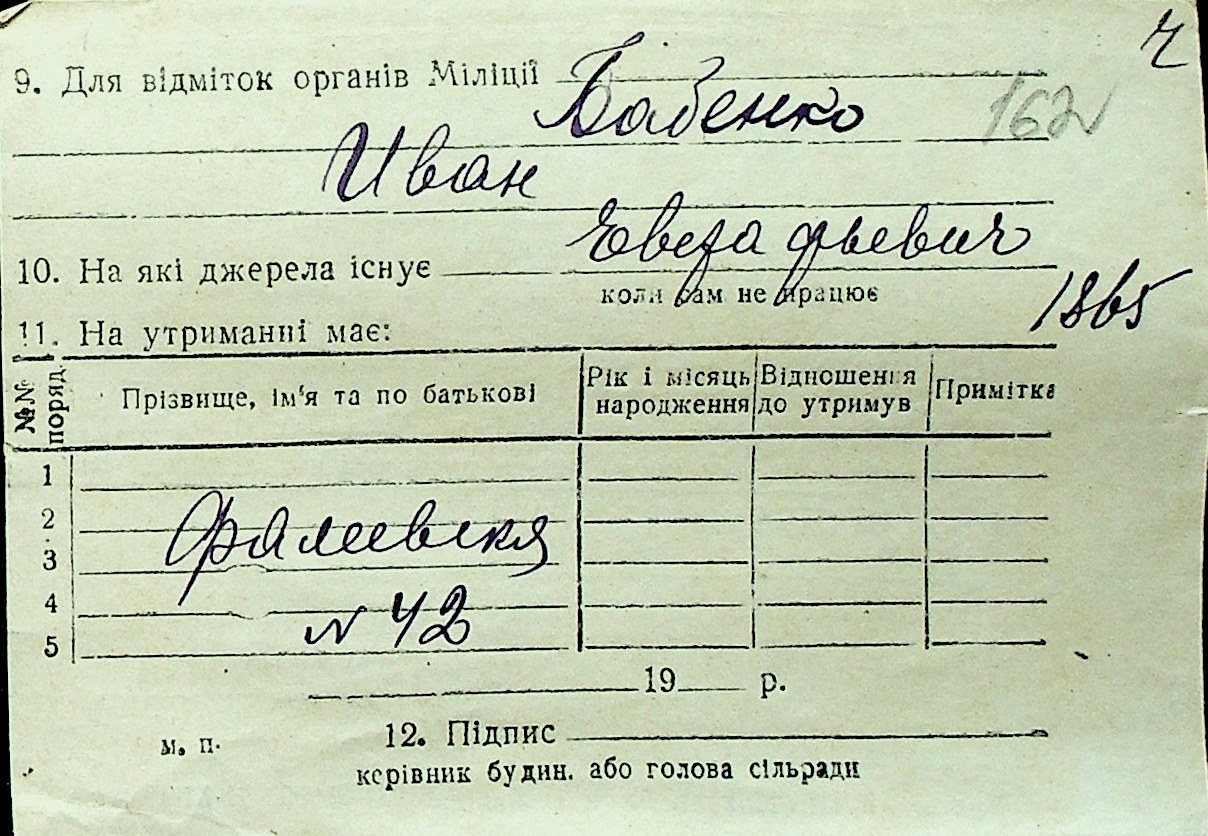 Ч
9. Для відміток органів Міліції
Бабенко
162
Иван
Евграфьевич
10. На які джерела існує
коли сам не працює
1865
11. На утриманні має:
№№ поряд.
Прізвище, ім'я та по батькові
Рік і місяць народження
Відношення до утримув
Примітка
1
2
3
4
5
№ 42
19 р.
м. п.
12. Підпис
керівник будин. або голова сільради